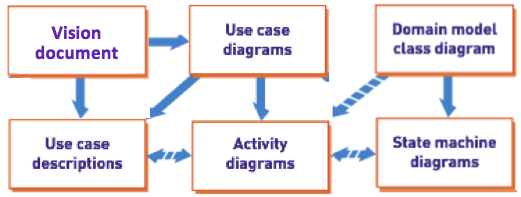 Vision
document
Use case
diagrams
Domain model
class diagram
Use case
descriptions
Activity
diagrams
State machine
diagrams